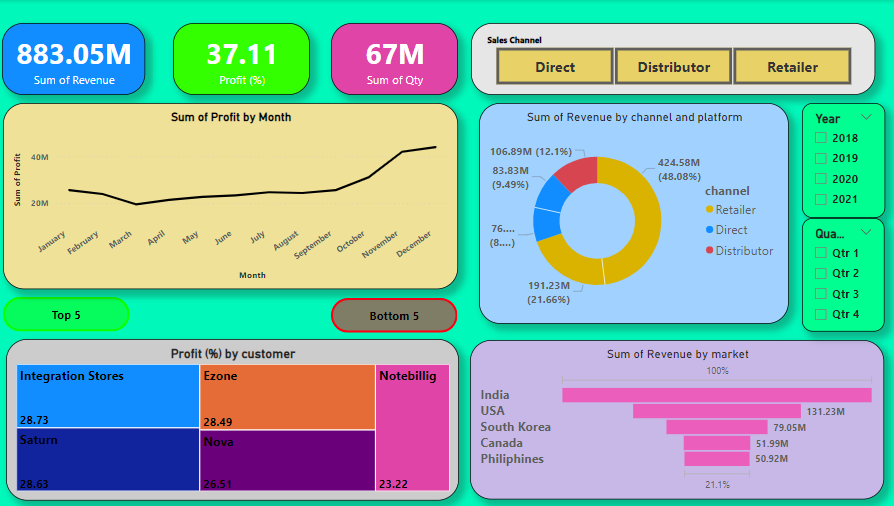 883.05M
Sum of Revenue
37.11
Profit (%)
67M
Sum of Qty
Sales Channel
Direct
Distributor
Retailer
Sum of Profit by Month
Sum of Profit
40M
20M
January
February
March
April
May
June
July
August
September
October
November
December
Month
Sum of Revenue by channel and platform
106.89M (12.1%)
83.83M
(9.49%)
76....
(8....)
191.23M
(21.66%)
424.58M
(48.08%)
channel
Retailer
Direct
Distributor
Year
2018
2019
2020
2021
Qua...
Qtr 1
Qtr 2
Qtr 3
Qtr 4
Top 5
Bottom 5
Profit (%) by customer
Integration Stores
28.73
Saturn
28.63
Ezone
28.49
Nova
26.51
Notebillig
23.22
Sum of Revenue by market
100%
India
USA
131.23M
South Korea
79.05M
Canada
51.99M
Philiphines
50.92M
21.1%